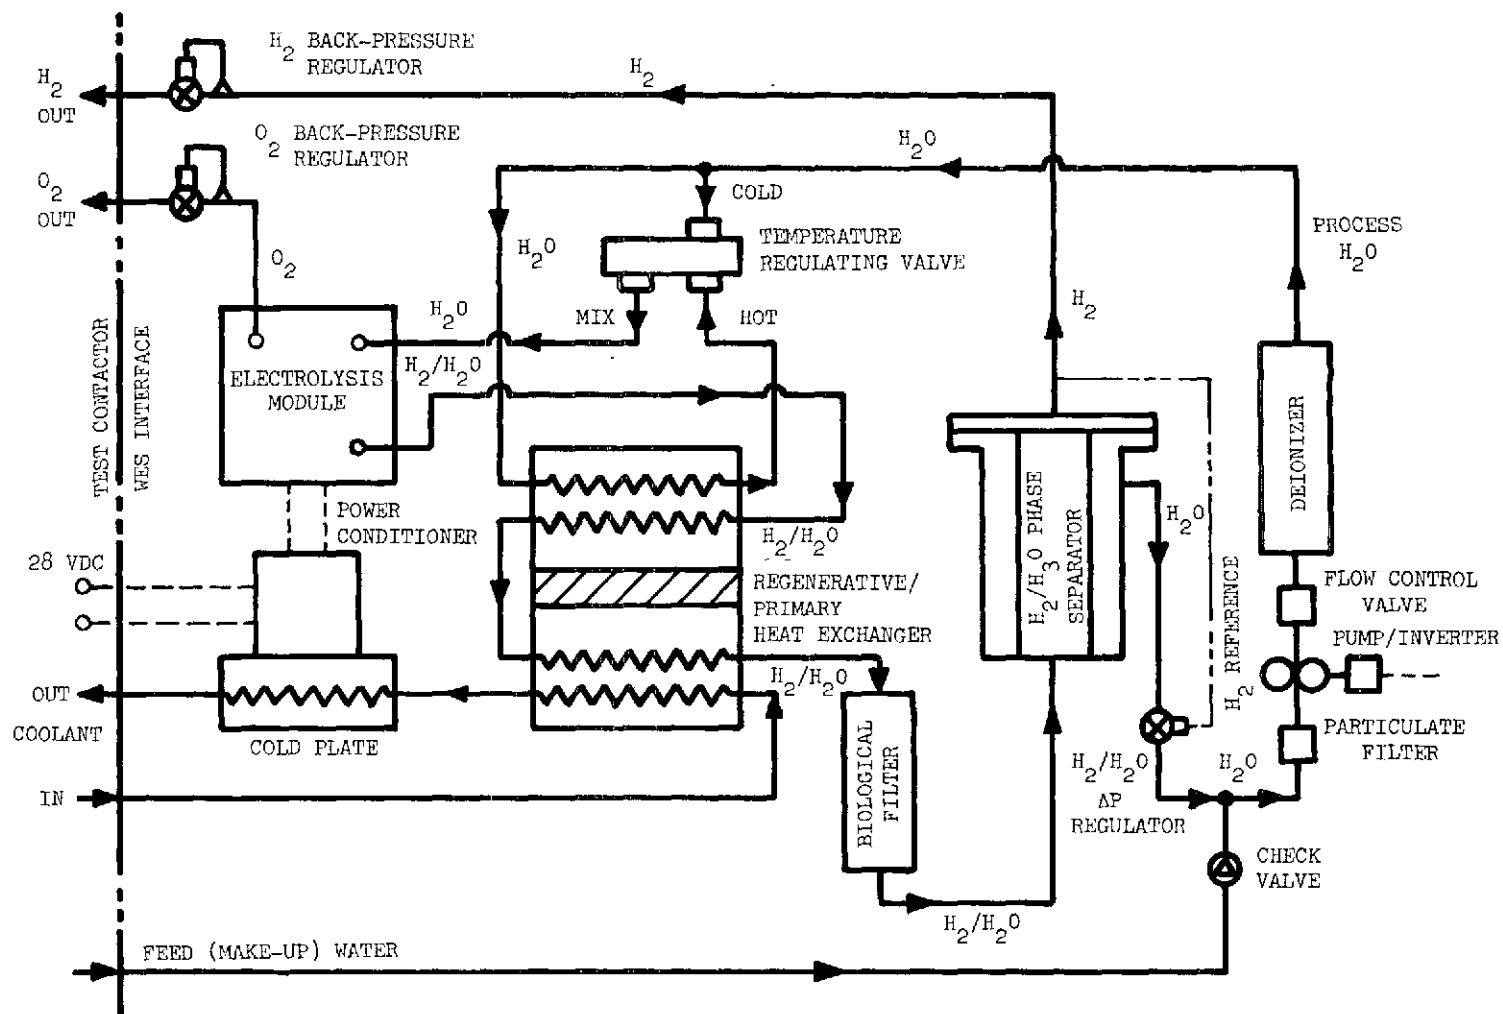 H2 BACK-PRESSURE
REGULATOR
H2
OUT
H2
O2 BACK-PRESSURE
REGULATOR
O2
OUT
H2O
COLD
PROCESS
H2O
O2
H2O
TEMPERATURE
REGULATING VALVE
H2
H2O
MIX
HOT
H2/H2O
ELECTROLYSIS
MODULE
TEST CONTACTOR
WES INTERFACE
DEIONIZER
POWER
CONDITIONER
H2/H2O
H2/H3O PHASE
SEPARATOR
H2O
28 VDC
REGENERATIVE/
PRIMARY
HEAT EXCHANGER
H2 REFERENCE
FLOW CONTROL
VALVE
PUMP/INVERTER
H2/H2O
OUT
COOLANT
COLD PLATE
PARTICULATE
FILTER
BIOLOGICAL
FILTER
H2/H2O
ΔP
REGULATOR
H2O
IN
CHECK
VALVE
H2/H2O
FEED (MAKE-UP) WATER